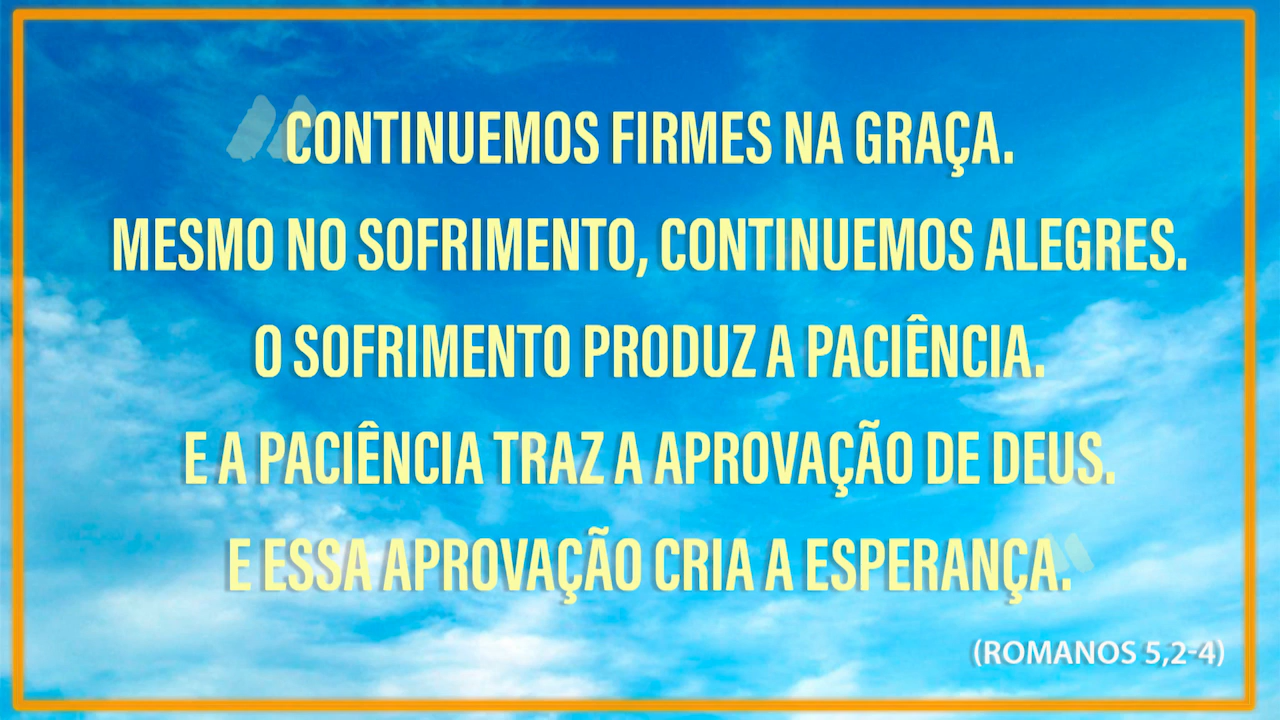 "CONTINUEMOS FIRMES NA GRAÇA.
MESMO NO SOFRIMENTO, CONTINUEMOS ALEGRES.
O SOFRIMENTO PRODUZ A PACIÊNCIA.
E A PACIÊNCIA TRAZ A APROVAÇÃO DE DEUS.
E ESSA APROVAÇÃO CRIA A ESPERANÇA."
(ROMANOS 5,2-4)